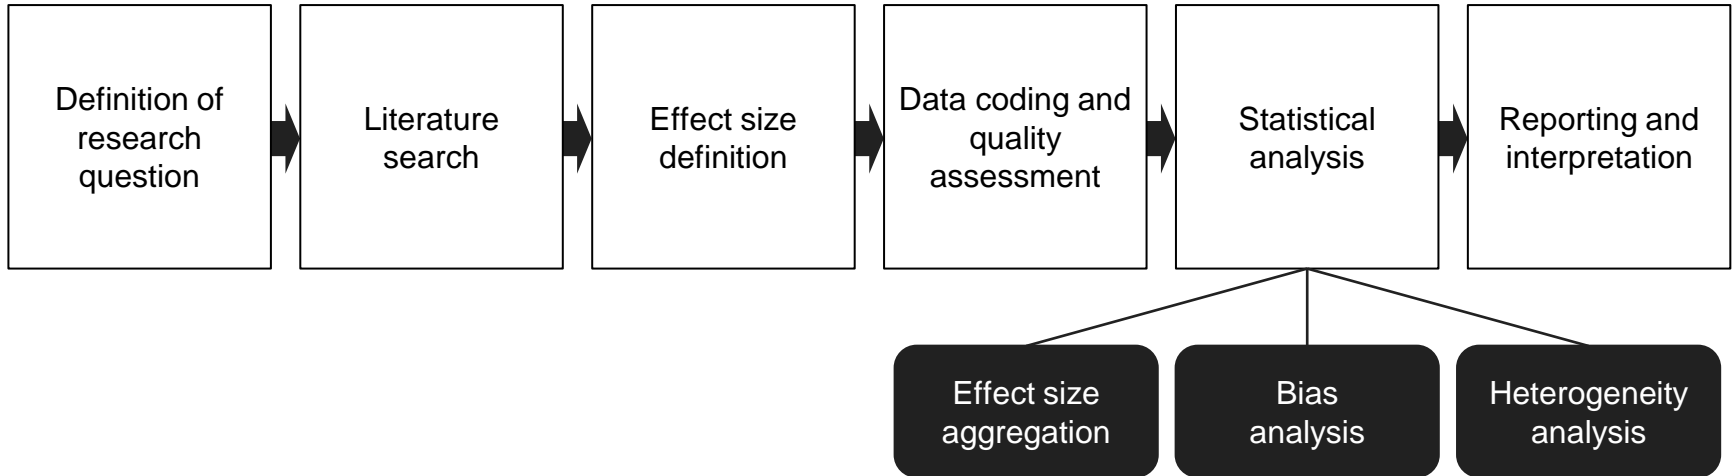 Definition of
research
question
Literature
search
Effect size
definition
Data coding and
quality
assessment
Statistical
analysis
Reporting and
interpretation
Effect size
aggregation
Bias
analysis
Heterogeneity
analysis